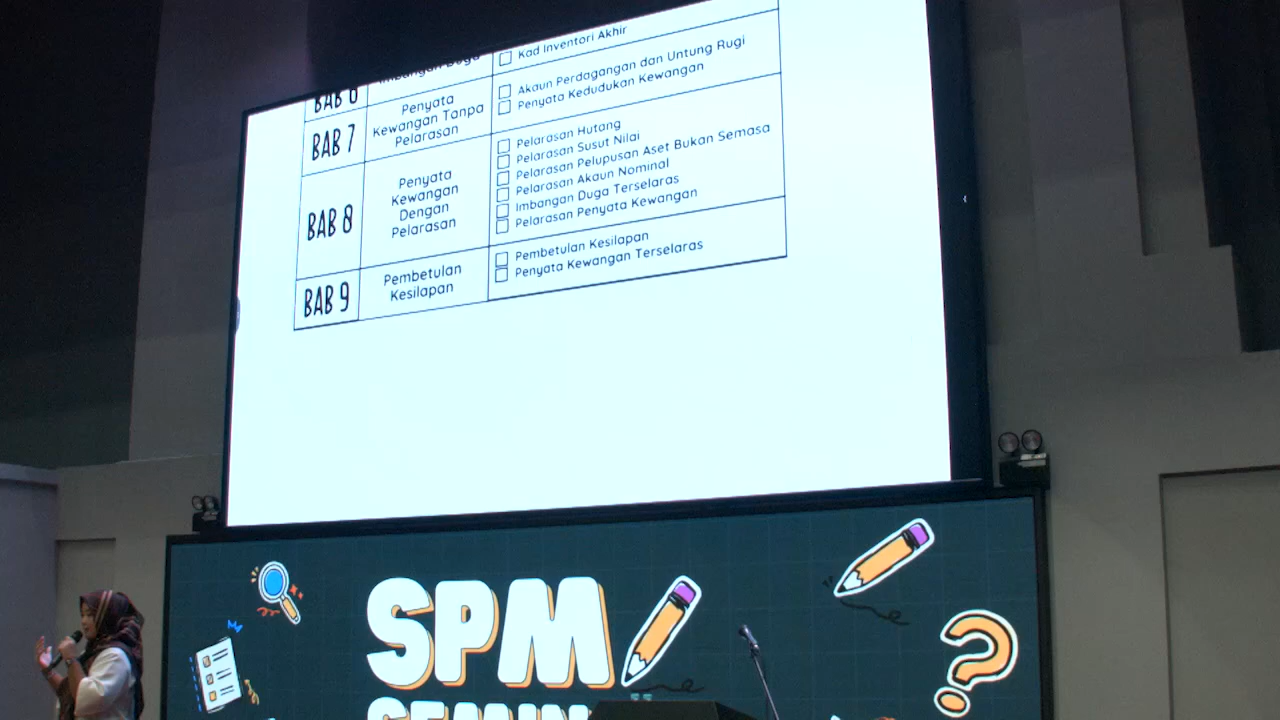 Kad Inventori Akhir
Imbangan Duga
BAB 6
Akaun Perdagangan dan Untung Rugi
Penyata Kedudukan Kewangan
BAB 7
Penyata
Kewangan Tanpa
Pelarasan
Pelarasan Hutang
Pelarasan Susut Nilai
Pelarasan Pelupusan Aset Bukan Semasa
Pelarasan Akaun Nominal
Imbangan Duga Terselaras
Pelarasan Penyata Kewangan
BAB 8
Penyata
Kewangan
Dengan
Pelarasan
Pembetulan Kesilapan
Penyata Kewangan Terselaras
BAB 9
Pembetulan
Kesilapan
SPM